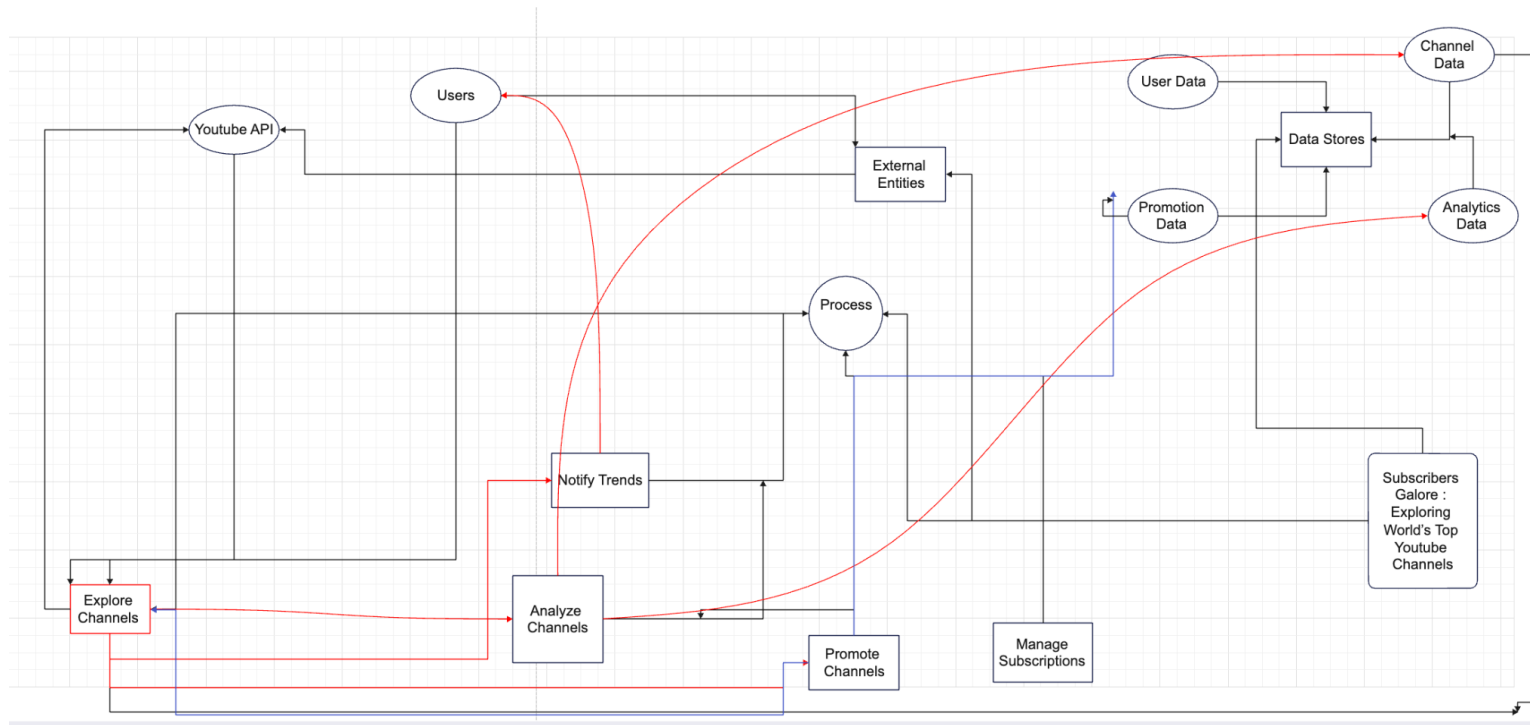 Channel
Data
User Data
Users
Youtube API
Data Stores
External
Entities
Promotion
Data
Analytics
Data
Process
Notify Trends
Subscribers
Galore :
Exploring
World's Top
Youtube
Channels
Explore
Channels
Analyze
Channels
Promote
Channels
Manage
Subscriptions